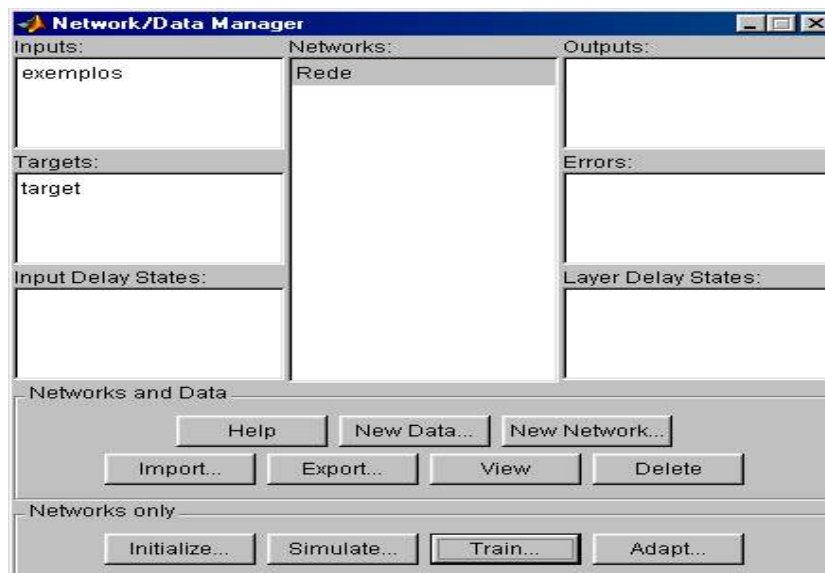 Network/Data Manager
Inputs: Networks: Outputs:
exemplos Rede
Targets: Errors:
target
Input Delay States: Layer Delay States:
Networks and Data
Help New Data... New Network...
Import... Export... View Delete
Networks only
Initialize... Simulate... Train... Adapt...